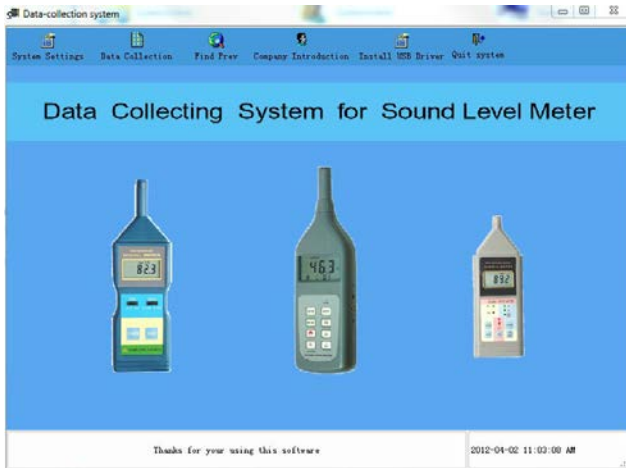 Data-collection system
System Settings Data Collection Find Prev Company Introduction Install USB Driver Quit system
Data Collecting System for Sound Level Meter
82.3
46.3
89.2
Thanks for your using this software
2012-04-02 11:03:08 AM